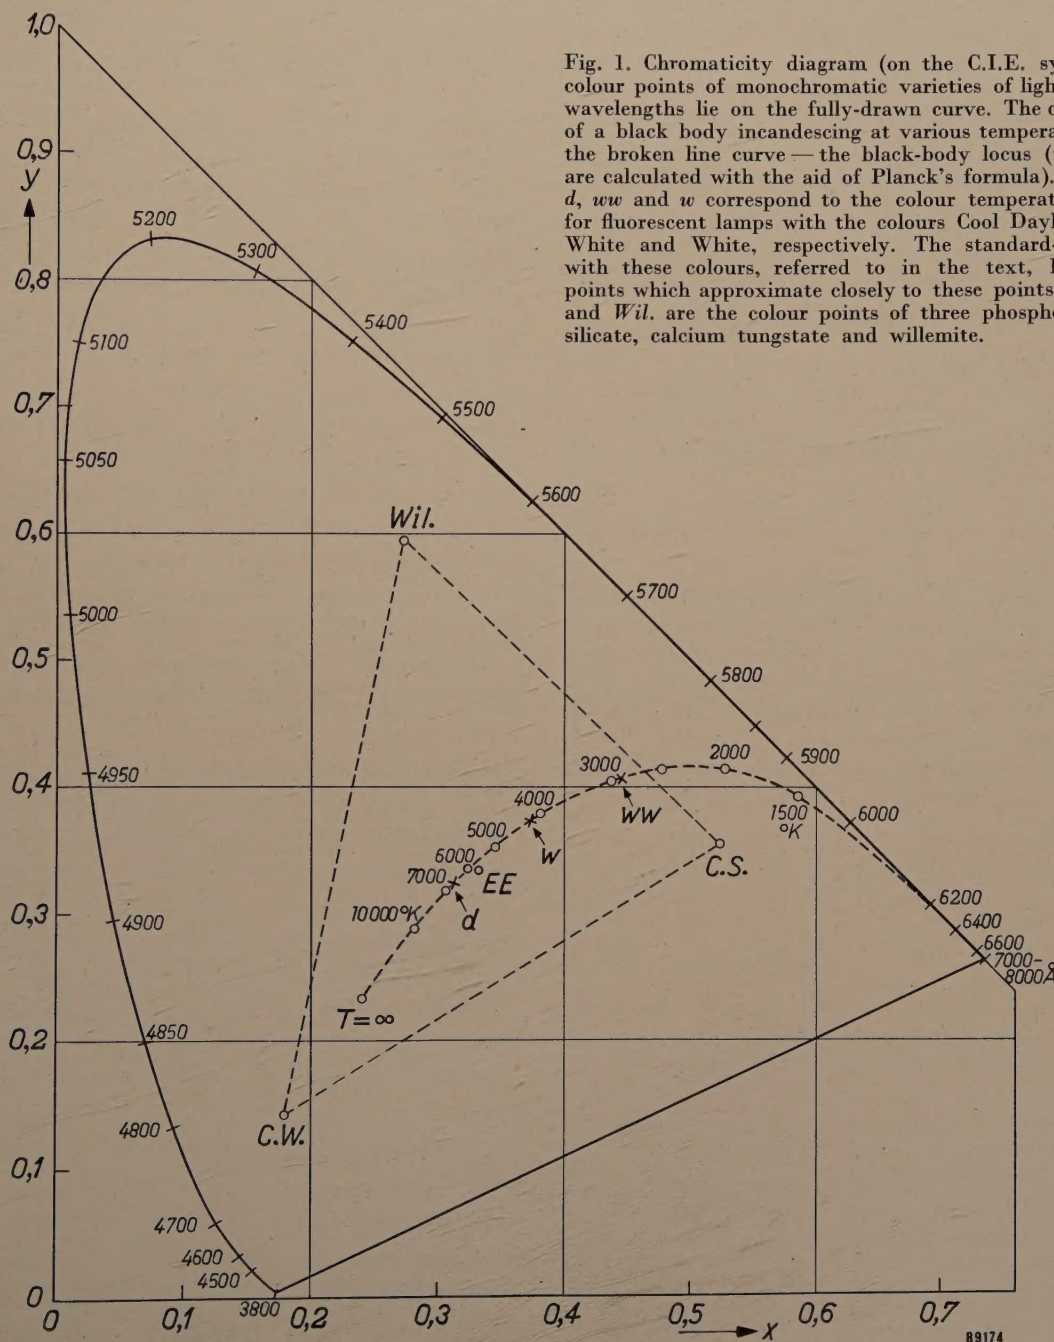 Fig. 1. Chromaticity diagram (on the C.I.E.
colour points of monochromatic varieties of
wavelengths lie on the fully-drawn curve. The
of a black body incandescing at various
the broken line curve — the black-body locus
are calculated with the aid of Planck's formula).
d, ww and w correspond to the colour
for fluorescent lamps with the colours Cool
White and White, respectively. The
with these colours, referred to in the text,
points which approximate closely to these points
and Wil. are the colour points of three
silicate, calcium tungstate and willemite.
1,0
0,9
y
5200
5300
0,8
5400
5100
0,7
5500
5050
5600
Wil.
0,6
5700
5000
0,5
5800
5900
4950
3000
2000
0,4
4000
1500
°K
6000
ww
5000
w
6000
EE
C.S.
7000
d
10000°K
6200
6400
6600
7000-
8000Å
0,3
4900
T=∞
0,2
4850
C.W.
4800
0,1
4700
4600
4500
3800
0
0
0,1
0,2
0,3
0,4
0,5
0,6
0,7
x
89174